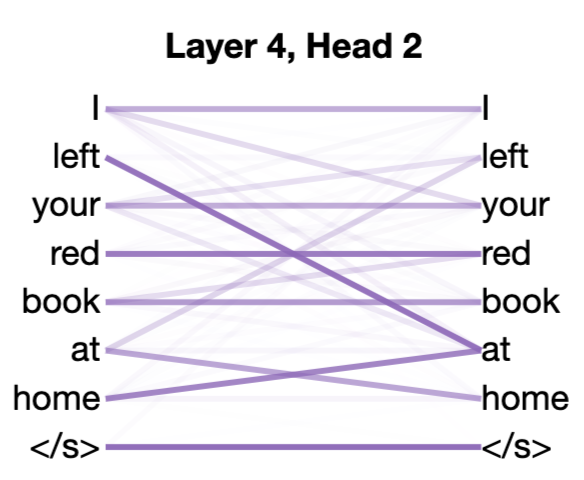 Layer 4, Head 2
I I
left left
your your
red red
book book
at at
home home
</s> </s>